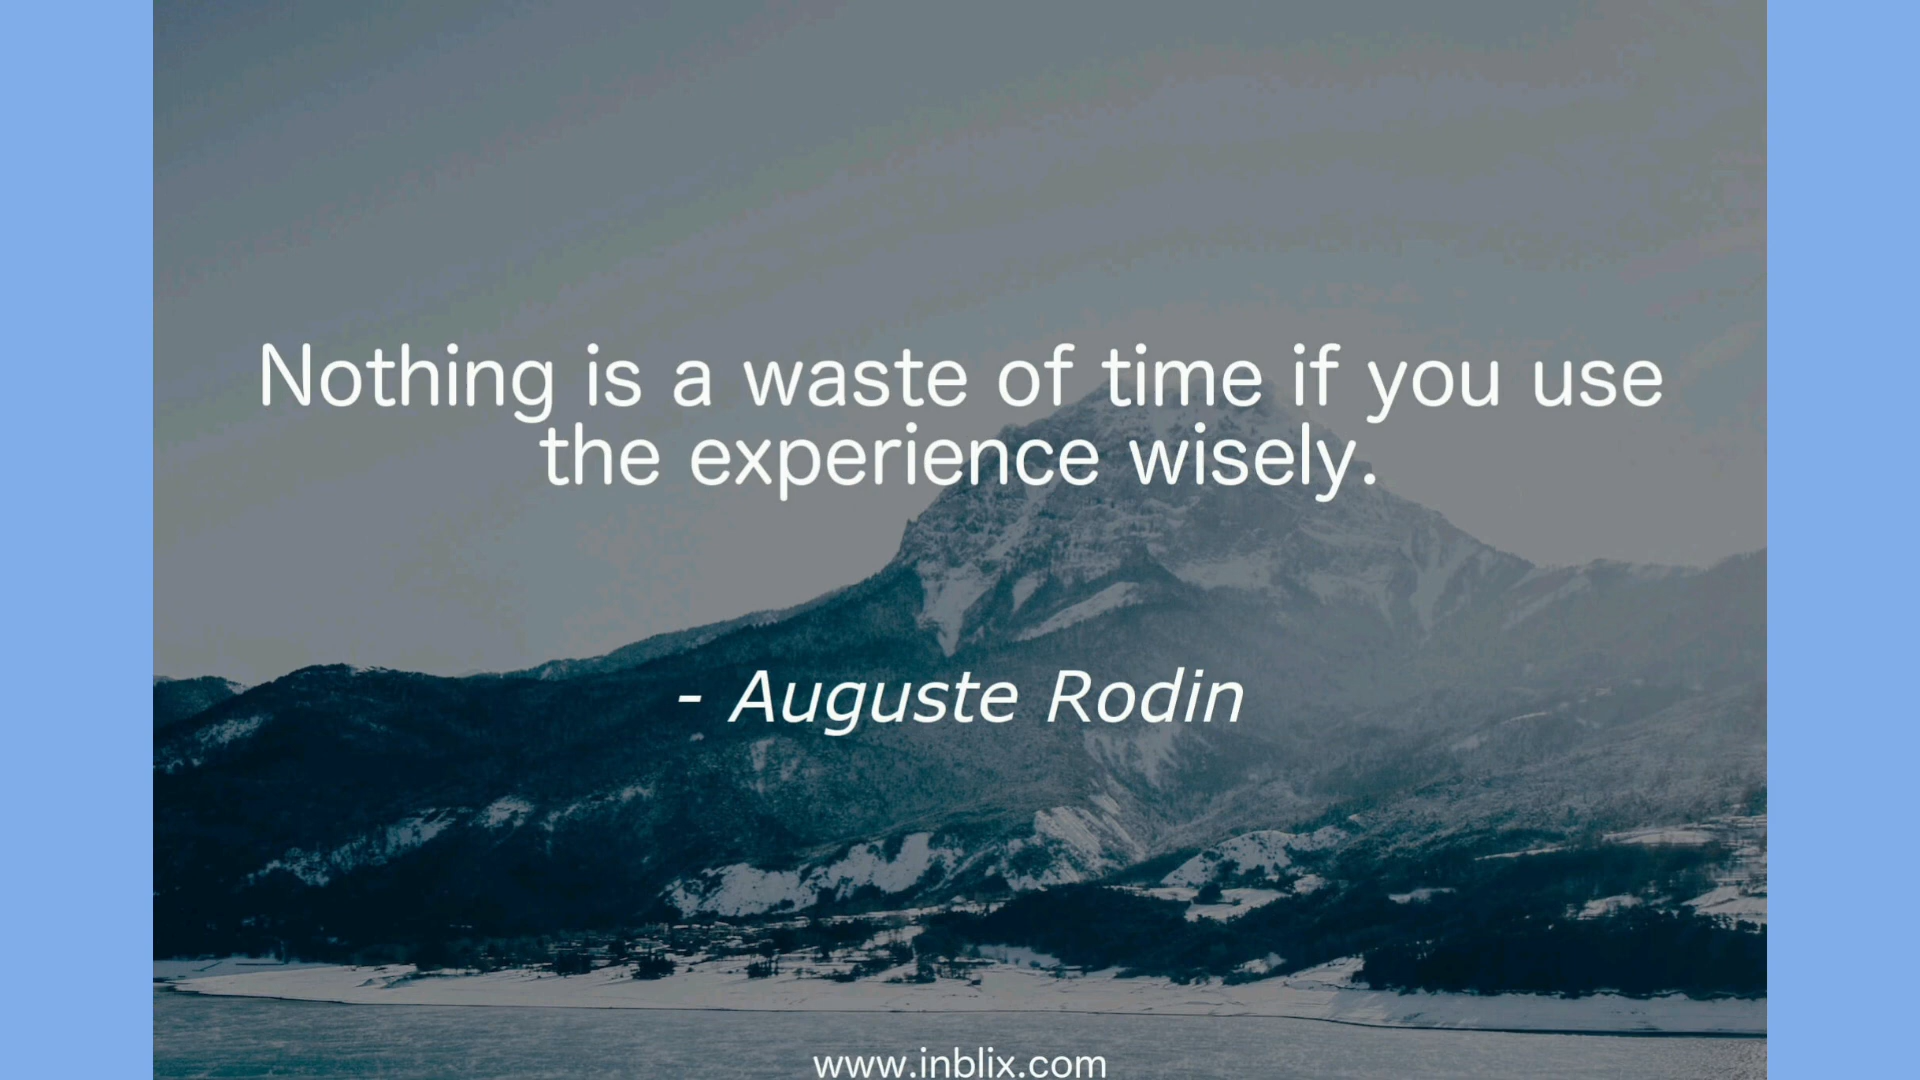 Nothing is a waste of time if you use
the experience wisely.
- Auguste Rodin
www.inblix.com